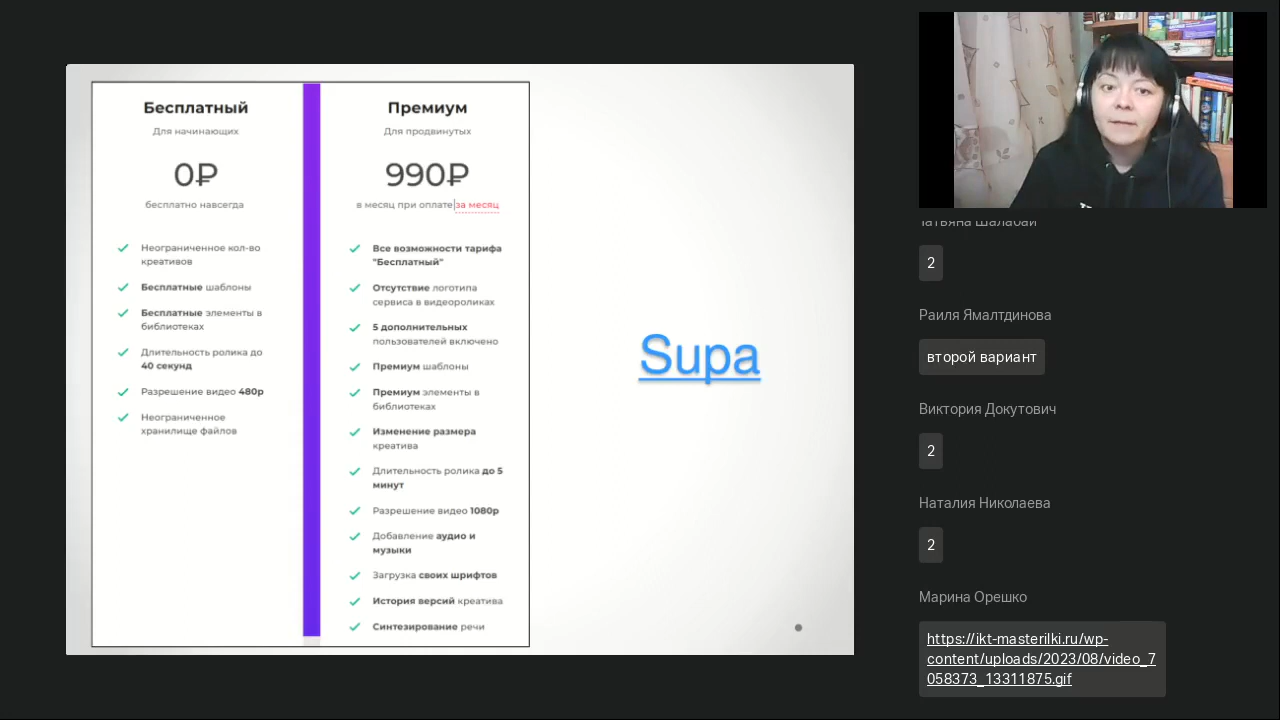 Бесплатный
Для начинающих
0₽
бесплатно навсегда
Неограниченное кол-во
креативов
Бесплатные шаблоны
Бесплатные элементы в
библиотеках
Длительность ролика до
40 секунд
Разрешение видео 480p
Неограниченное
хранилище файлов
Премиум
Для продвинутых
990₽
в месяц при оплате за месяц
Все возможности тарифа
"Бесплатный"
Отсутствие логотипа
сервиса в видеороликах
5 дополнительных
пользователей включено
Премиум шаблоны
Премиум элементы в
библиотеках
Изменение размера
креатива
Длительность ролика до 5
минут
Разрешение видео 1080p
Добавление аудио и
музыки
Загрузка своих шрифтов
История версий креатива
Синтезирование речи
Supa
Татьяна Шалабай
2
Раиля Ямалтдинова
второй вариант
Виктория Докутович
2
Наталия Николаева
2
Марина Орешко
https://ikt-masterilki.ru/wp-
content/uploads/2023/08/video_7
058373_13311875.gif